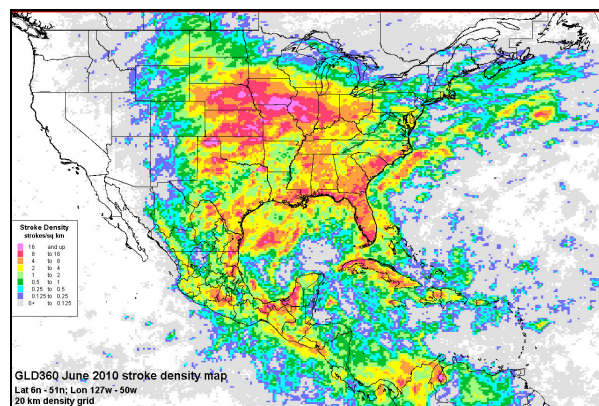 Stroke Density
strokes/sq km
16 and up
8 to 16
4 to 8
2 to 4
1 to 2
0.5 to 1
0.25 to 0.5
0.125 to 0.25
0+ to 0.125
GLD360 June 2010 stroke density map
Lat 6n - 51n; Lon 127w - 50w
20 km density grid